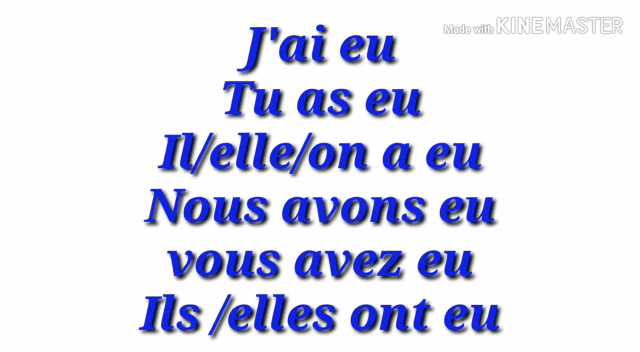 Made with KINEMASTER
J'ai eu
Tu as eu
Il/elle/on a eu
Nous avons eu
vous avez eu
Ils /elles ont eu